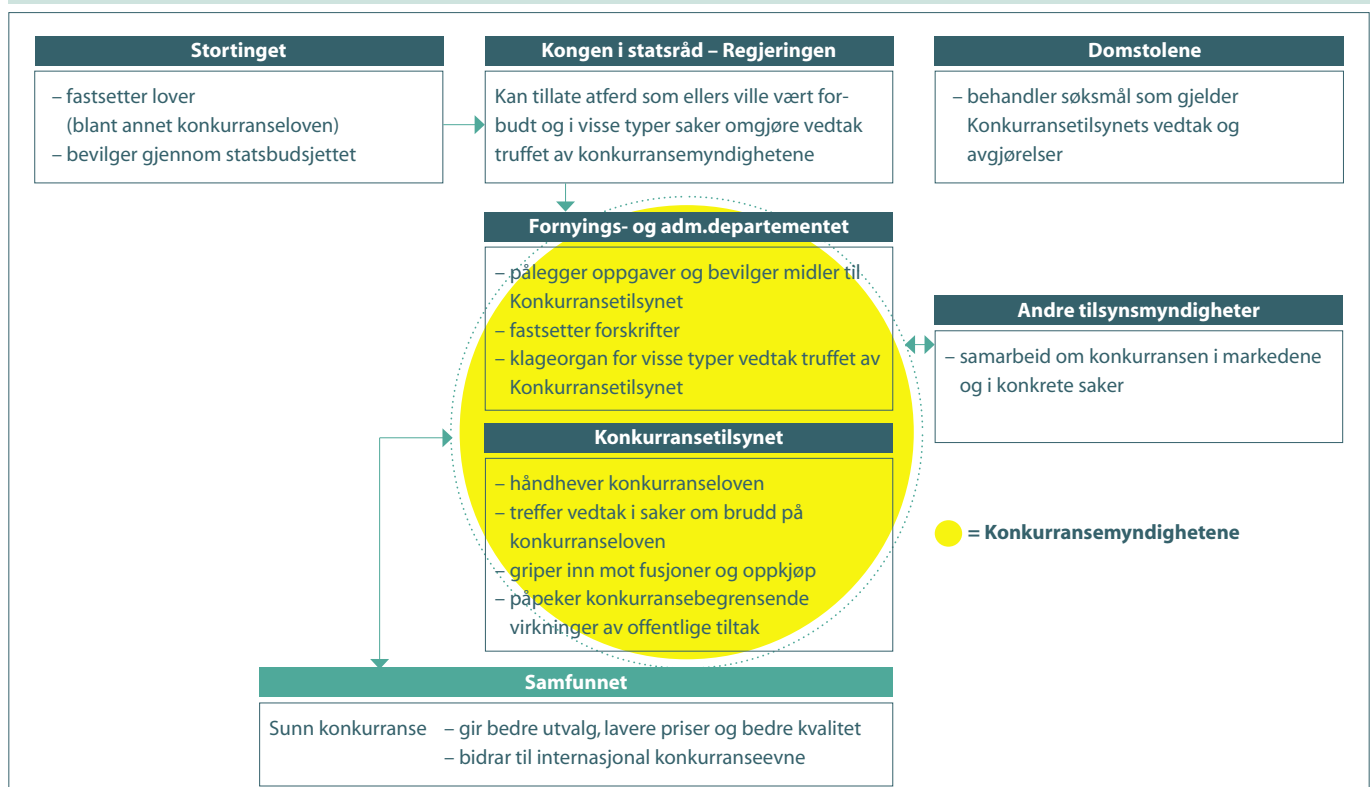 Stortinget
– fastsetter lover
(blant annet konkurranseloven)
– bevilger gjennom statsbudsjettet
Kongen i statsråd – Regjeringen
Kan tillate atferd som ellers ville vært for-
budt og i visse typer saker omgjøre vedtak
truffet av konkurransemyndighetene
Domstolene
– behandler søksmål som gjelder
Konkurransetilsynets vedtak og
avgjørelser
Fornyings- og adm.departementet
– pålegger oppgaver og bevilger midler til
Konkurransetilsynet
– fastsetter forskrifter
– klageorgan for visse typer vedtak truffet av
Konkurransetilsynet
Andre tilsynsmyndigheter
– samarbeid om konkurransen i markedene
og i konkrete saker
Konkurransetilsynet
– håndhever konkurranseloven
– treffer vedtak i saker om brudd på
konkurranseloven
– griper inn mot fusjoner og oppkjøp
– påpeker konkurransebegrensende
virkninger av offentlige tiltak
= Konkurransemyndighetene
Samfunnet
Sunn konkurranse – gir bedre utvalg, lavere priser og bedre kvalitet
– bidrar til internasjonal konkurranseevne